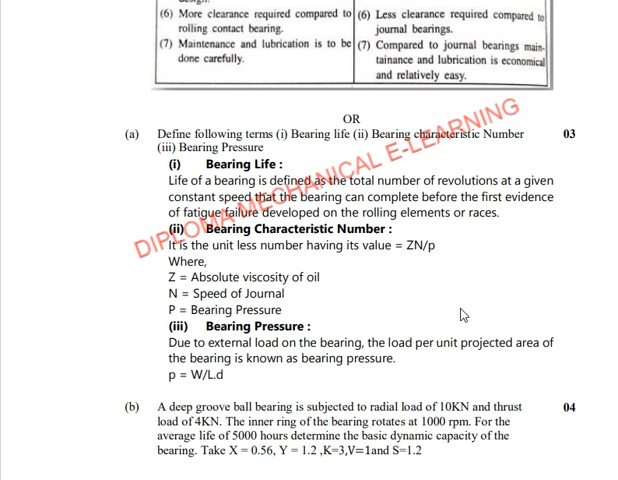 design.
(6) More clearance required compared to rolling contact bearing.
(6) Less clearance required compared to journal bearings.
(7) Maintenance and lubrication is to be done carefully.
(7) Compared to journal bearings main-tainance and lubrication is economical and relatively easy.
OR
(a) Define following terms (i) Bearing life (ii) Bearing characteristic Number 03
(iii) Bearing Pressure
(i) Bearing Life :
Life of a bearing is defined as the total number of revolutions at a given
constant speed that the bearing can complete before the first evidence
of fatigue failure developed on the rolling elements or races.
(ii) Bearing Characteristic Number :
It is the unit less number having its value = ZN/p
Where,
Z = Absolute viscosity of oil
N = Speed of Journal
P = Bearing Pressure
(iii) Bearing Pressure :
Due to external load on the bearing, the load per unit projected area of
the bearing is known as bearing pressure.
p = W/L.d
(b) A deep groove ball bearing is subjected to radial load of 10KN and thrust 04
load of 4KN. The inner ring of the bearing rotates at 1000 rpm. For the
average life of 5000 hours determine the basic dynamic capacity of the
bearing. Take X = 0.56, Y = 1.2 ,K=3,V=1and S=1.2
DIPLOMA MECHANICAL E-LEARNING